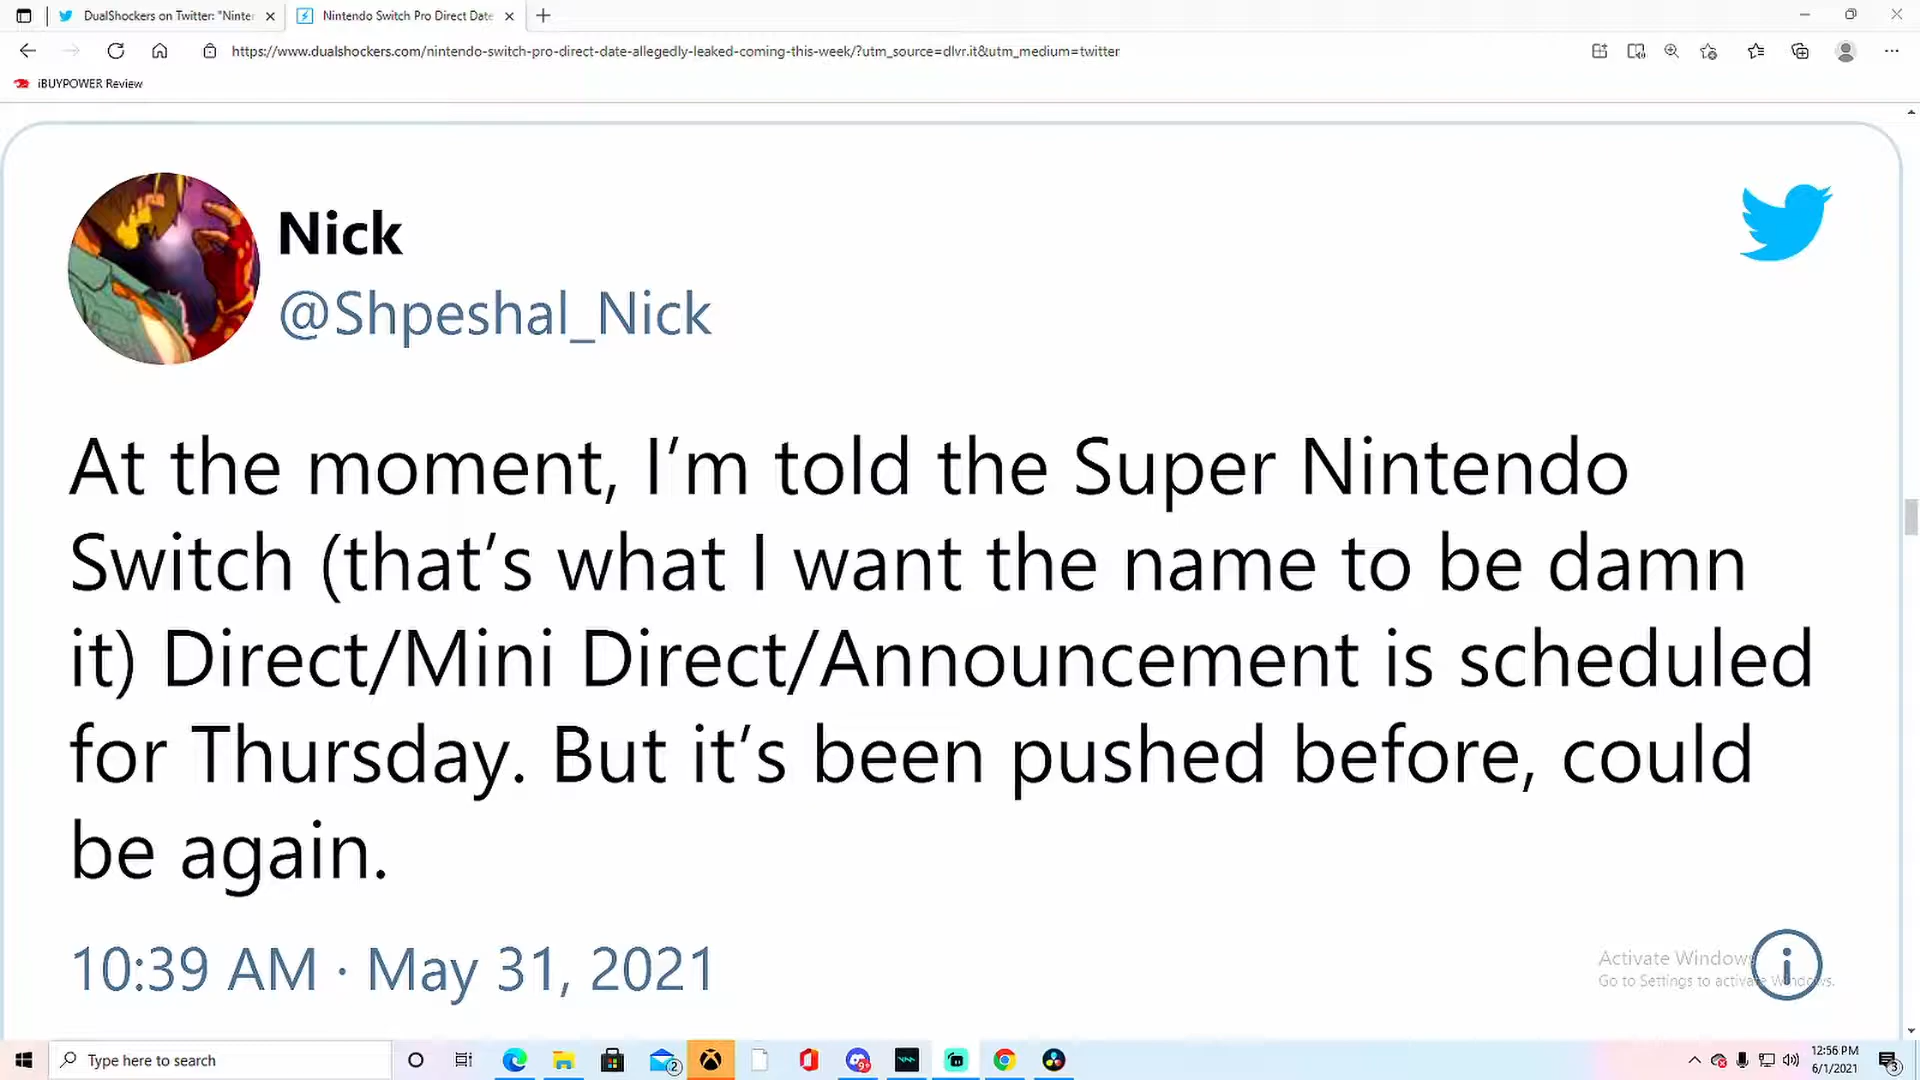 DualShockers on Twitter: "Ninter
Nintendo Switch Pro Direct Date
https://www.dualshockers.com/nintendo-switch-pro-direct-date-allegedly-leaked-coming-this-week/?utm_source=dlvr.it&utm_medium=twitter
iBUYPOWER Review
Nick
@Shpeshal_Nick
At the moment, I’m told the Super Nintendo
Switch (that’s what I want the name to be damn
it) Direct/Mini Direct/Announcement is scheduled
for Thursday. But it’s been pushed before, could
be again.
10:39 AM · May 31, 2021
Activate Windows
Go to Settings to activate Windows.
Type here to search
2
9+
12:56 PM
6/1/2021
3